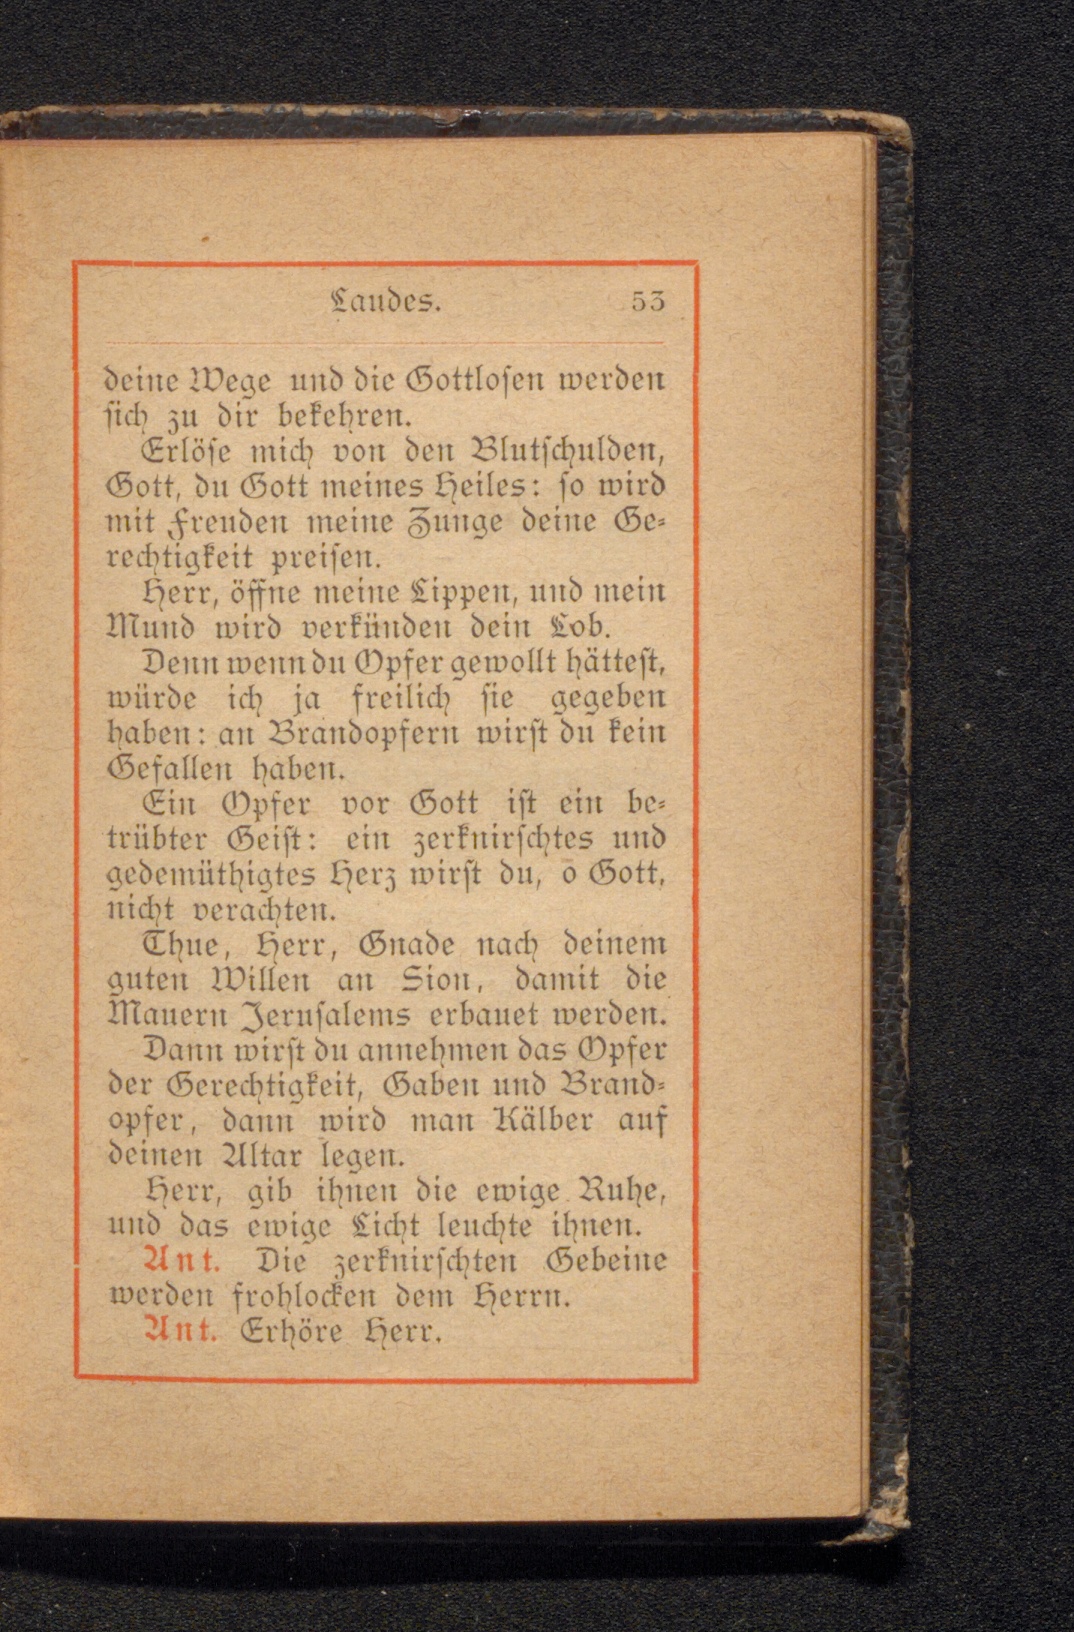 Laudes. 53
deine Wege und die Gottlosen werden
sich zu dir bekehren.
Erlöse mich von den Blutschulden,
Gott, du Gott meines Heiles: so wird
mit Freuden meine Zunge deine Ge-
rechtigkeit preisen.
Herr, öffne meine Lippen, und mein
Mund wird verkünden dein Lob.
Denn wenn du Opfer gewollt hättest,
würde ich ja freilich sie gegeben
haben: an Brandopfern wirst du kein
Gefallen haben.
Ein Opfer vor Gott ist ein be-
trübter Geist: ein zerknirschtes und
gedemüthigtes Herz wirst du, o Gott,
nicht verachten.
Thue, Herr, Gnade nach deinem
guten Willen an Sion, damit die
Mauern Jerusalems erbauet werden.
Dann wirst du annehmen das Opfer
der Gerechtigkeit, Gaben und Brand-
opfer, dann wird man Kälber auf
deinen Altar legen.
Herr, gib ihnen die ewige Ruhe,
und das ewige Licht leuchte ihnen.
Ant. Die zerknirschten Gebeine
werden frohlocken dem Herrn.
Ant. Erhöre Herr.